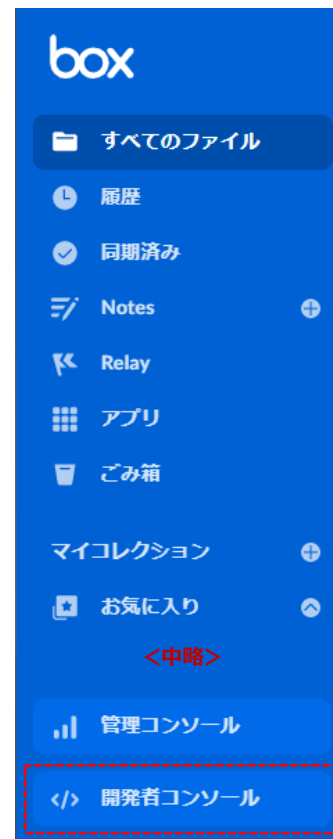 box
すべてのファイル
履歴
同期済み
Notes
Relay
アプリ
ごみ箱
マイコレクション
お気に入り
<中略>
管理コンソール
開発者コンソール